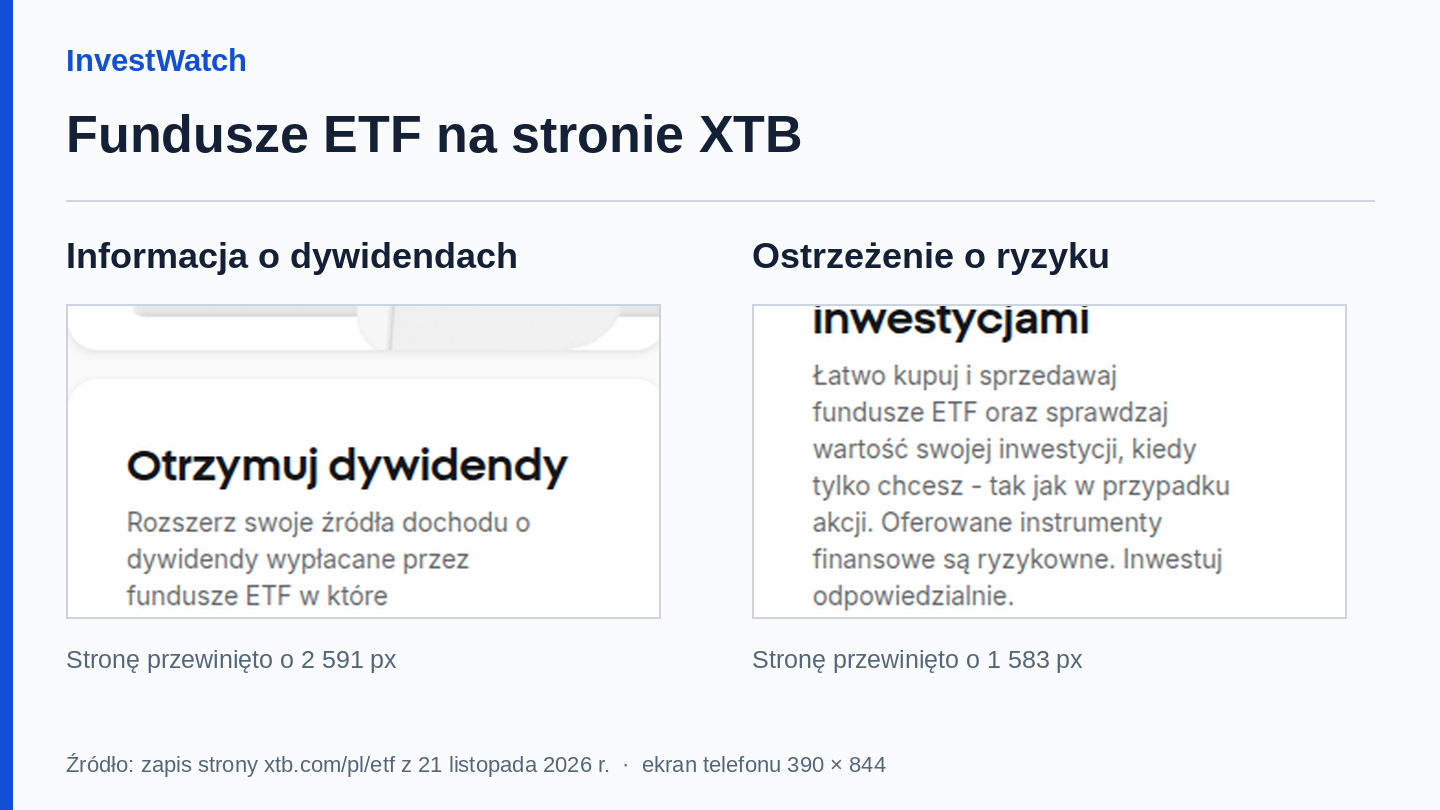 InvestWatch
Fundusze ETF na stronie XTB
Informacja o dywidendach
Otrzymuj dywidendy
Rozszerz swoje źródła dochodu o
dywidendy wypłacane przez
fundusze ETF w które
Stronę przewinięto o 2 591 px
Ostrzeżenie o ryzyku
inwestycjami
Łatwo kupuj i sprzedawaj
fundusze ETF oraz sprawdzaj
wartość swojej inwestycji, kiedy
tylko chcesz - tak jak w przypadku
akcji. Oferowane instrumenty
finansowe są ryzykowne. Inwestuj
odpowiedzialnie.
Stronę przewinięto o 1 583 px
Źródło: zapis strony xtb.com/pl/etf z 21 listopada 2026 r. · ekran telefonu 390 × 844